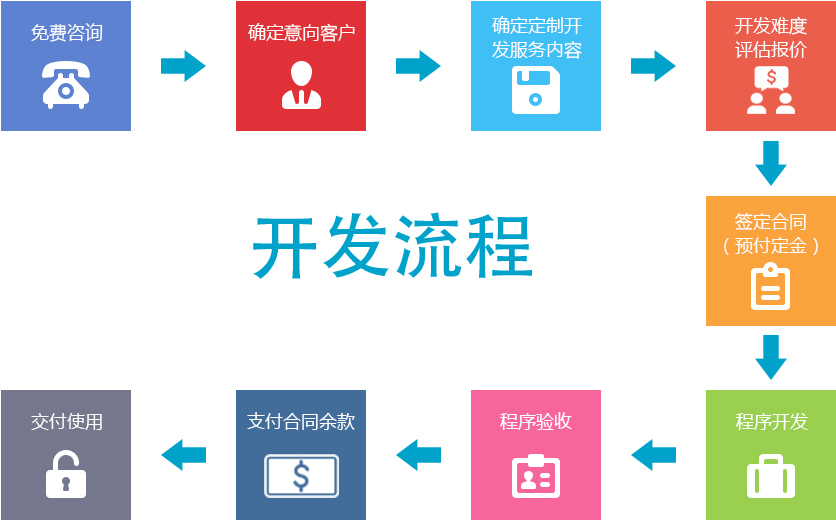 免费咨询
确定意向客户
确定定制开
发服务内容
开发难度
评估报价
$
开发流程
签定合同
（预付定金）
交付使用
支付合同余款
$
程序验收
程序开发